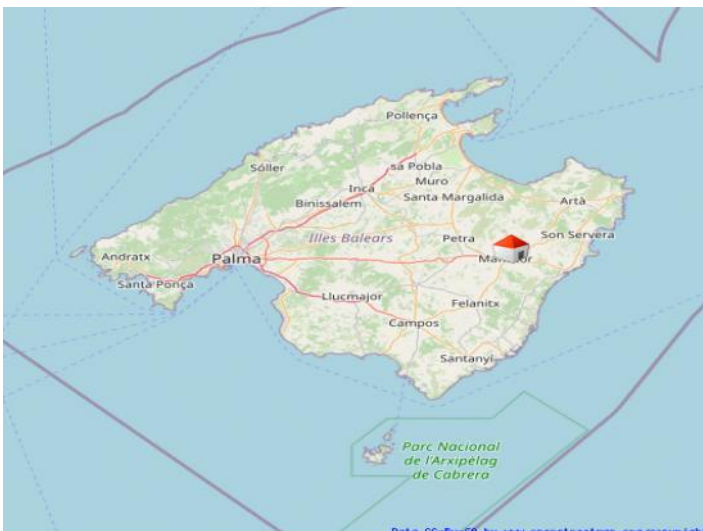 Pollença
sa Pobla
Sóller
Muro
Inca
Santa Margalida
Artà
Binissalem
Illes Balears
Petra
Son Servera
Andratx
Palma
Santa Ponça
Llucmajor
Felanitx
Campos
Santanyí
Parc Nacional
de l'Arxipèlag
de Cabrera